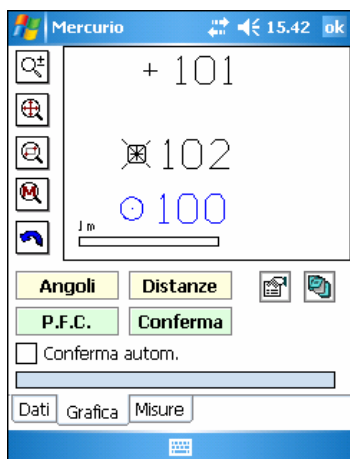 Mercurio 15.42 ok
+ 101
102
100
1 m
Angoli Distanze
P.F.C. Conferma
Conferma autom.
Dati Grafica Misure